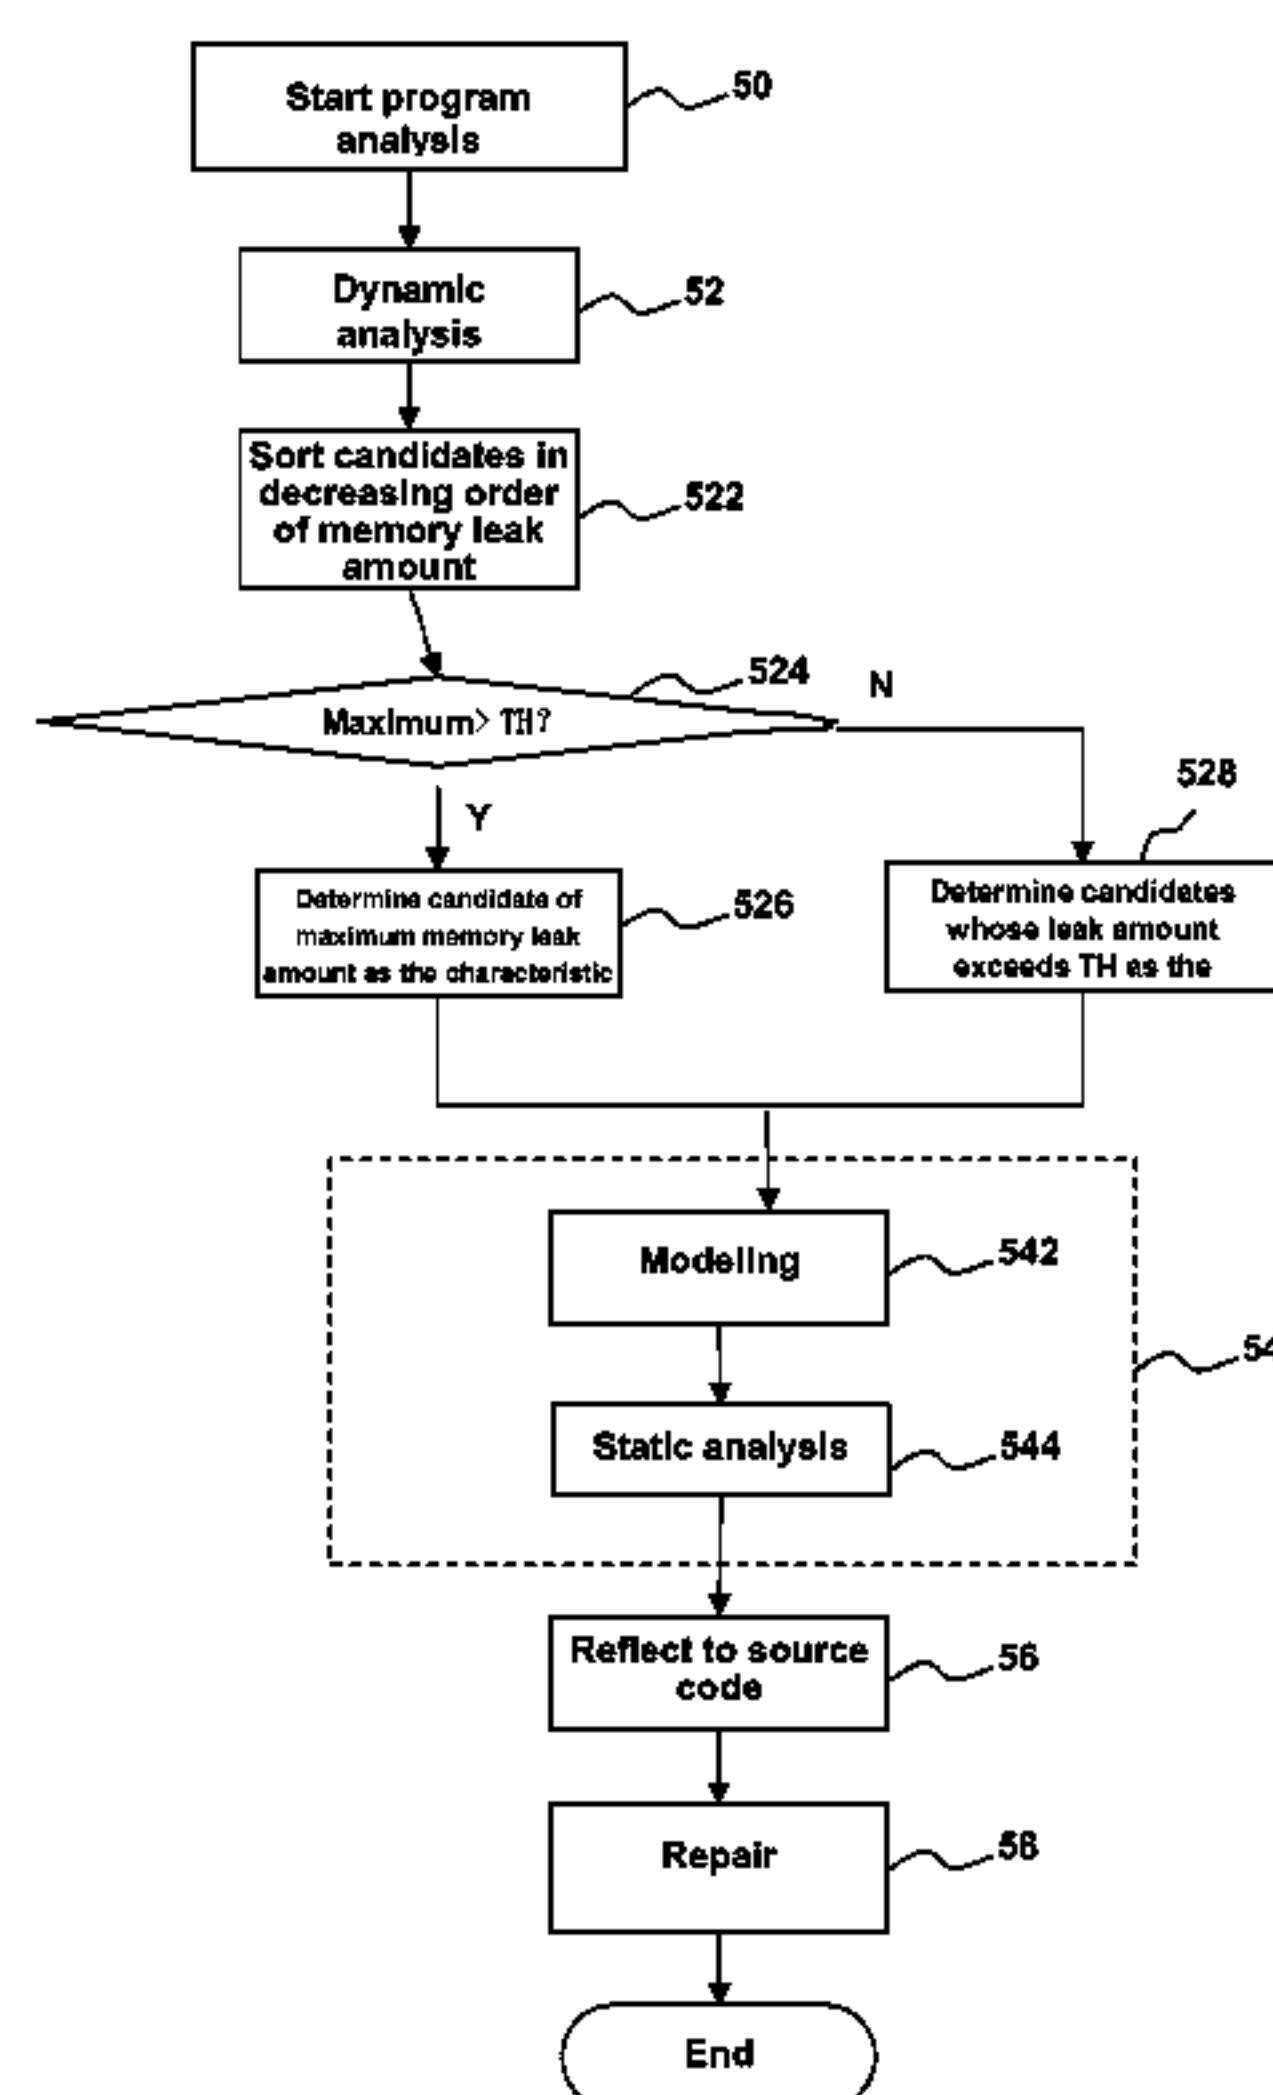 Start program
analysis
50
Dynamic
analysis
52
Sort candidates in
decreasing order
of memory leak
amount
522
Maximum> TH?
524
N
Y
528
Determine candidate of
maximum memory leak
amount as the characteristic
526
Determine candidates
whose leak amount
exceeds TH as the
Modeling
542
54
Static analysis
544
Reflect to source
code
56
Repair
58
End